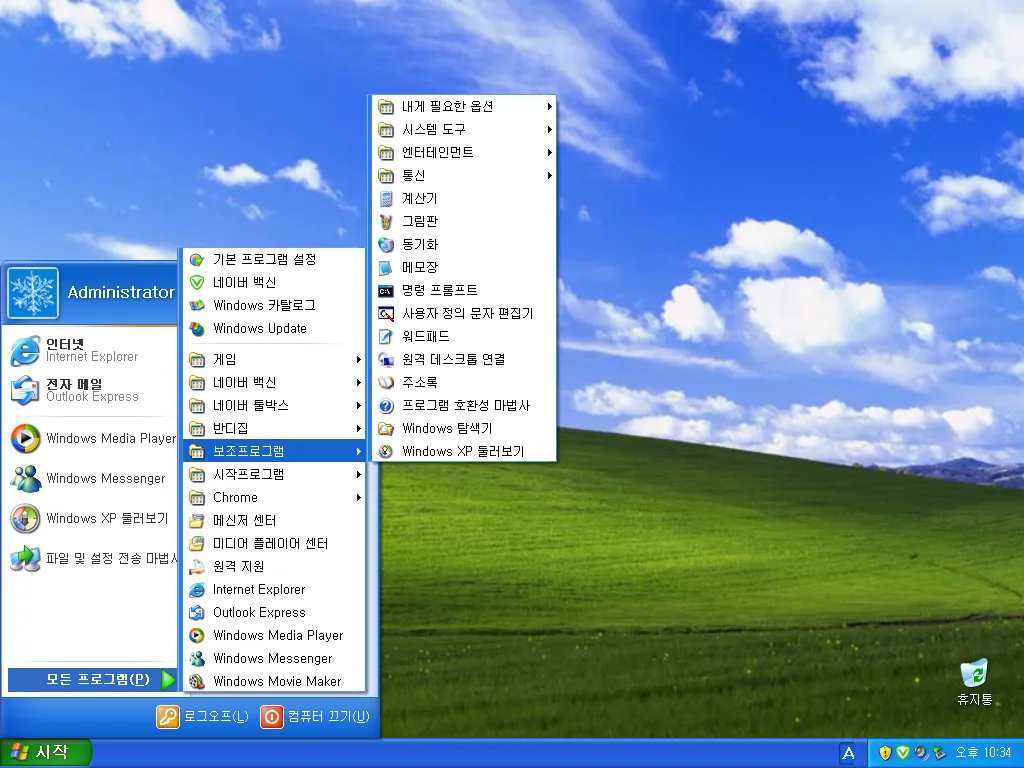 Administrator
인터넷
Internet Explorer
전자 메일
Outlook Express
Windows Media Player
Windows Messenger
Windows XP 둘러보기
파일 및 설정 전송 마법사
모든 프로그램(P)
기본 프로그램 설정
네이버 백신
Windows 카탈로그
Windows Update
게임
네이버 백신
네이버 툴박스
반디집
보조프로그램
시작프로그램
Chrome
메신저 센터
미디어 플레이어 센터
원격 지원
Internet Explorer
Outlook Express
Windows Media Player
Windows Messenger
Windows Movie Maker
내게 필요한 옵션
시스템 도구
엔터테인먼트
통신
계산기
그림판
동기화
메모장
C:\
명령 프롬프트
사용자 정의 문자 편집기
워드패드
원격 데스크톱 연결
주소록
프로그램 호환성 마법사
Windows 탐색기
Windows XP 둘러보기
휴지통
로그오프(L)
컴퓨터 끄기(U)
시작
A
오후 10:34